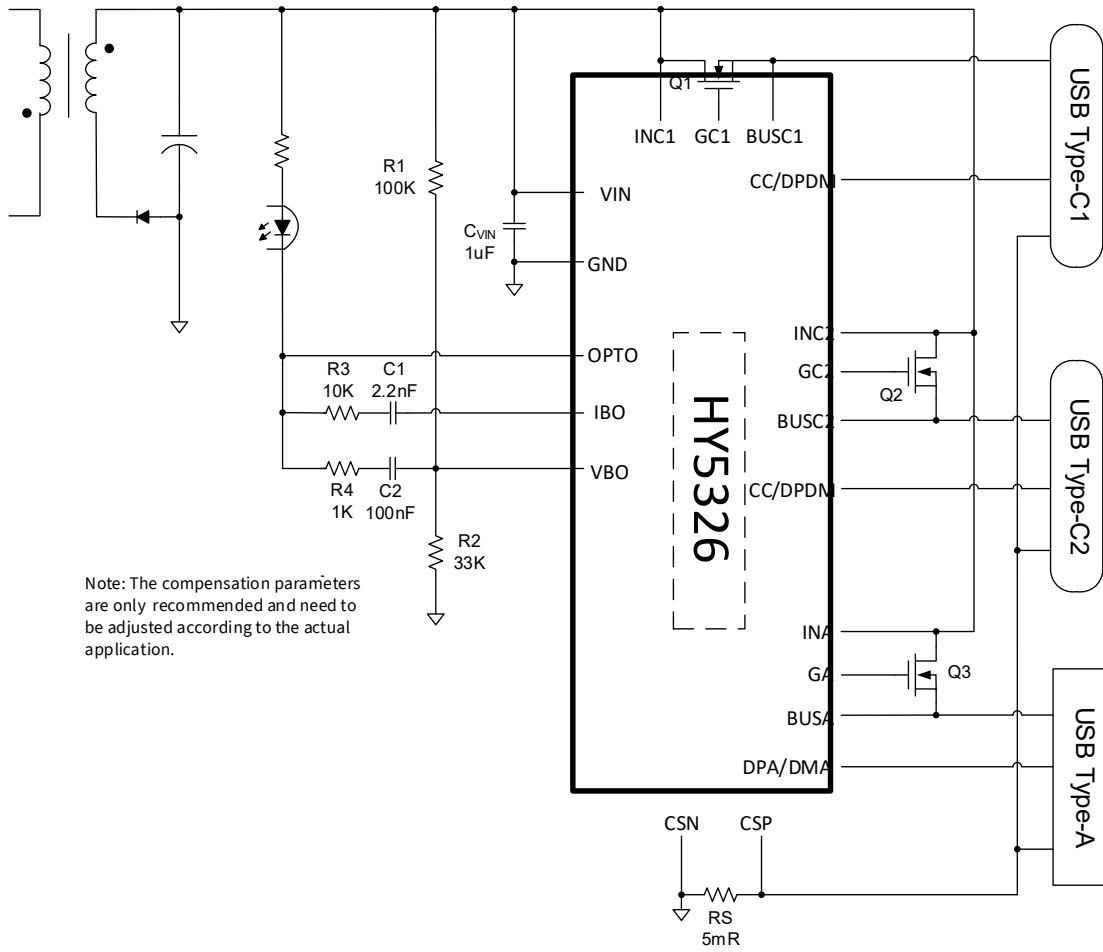 Q1
INC1
GC1
BUSC1
USB Type-C1
R1
100K
CC/DPDM
VIN
CVIN
1uF
GND
INC2
OPTO
GC2
R3
10K
C1
2.2nF
Q2
IBO
BUSC2
HY5326
USB Type-C2
VBO
R4
1K
C2
100nF
CC/DPDM
R2
33K
Note: The compensation parameters
are only recommended and need to
be adjusted according to the actual
application.
INA
GA
Q3
BUSA
USB Type-A
DPA/DMA
CSN
CSP
RS
5mR